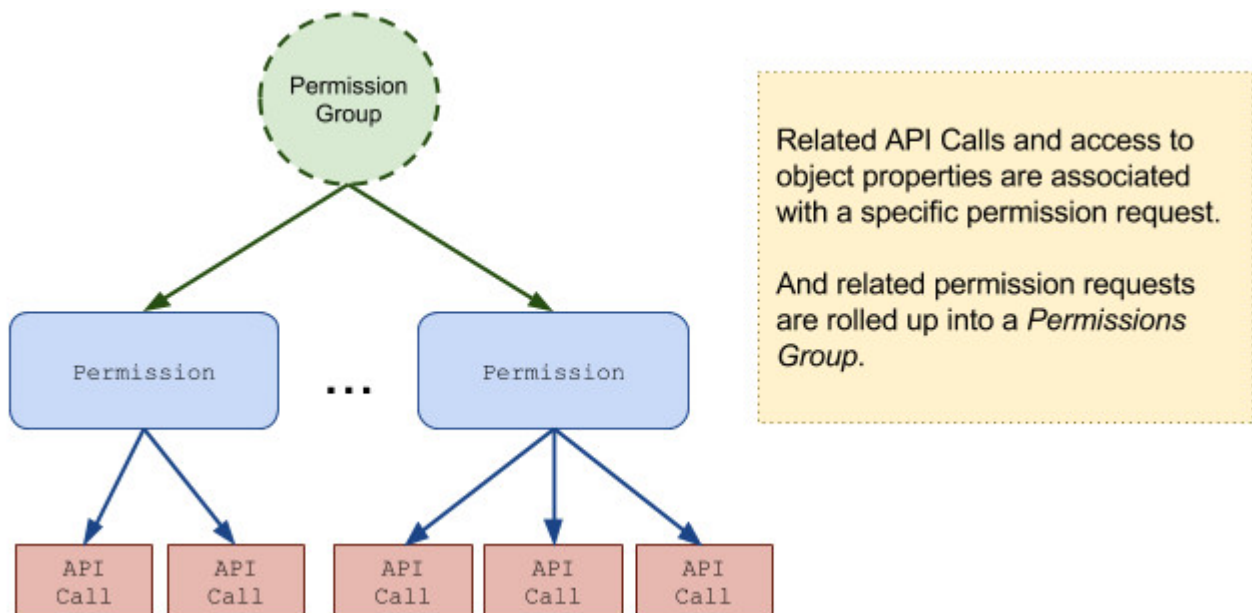 Permission
Group
Related API Calls and access to
object properties are associated
with a specific permission request.
And related permission requests
are rolled up into a Permissions
Group.
Permission
...
Permission
API
Call
API
Call
API
Call
API
Call
API
Call